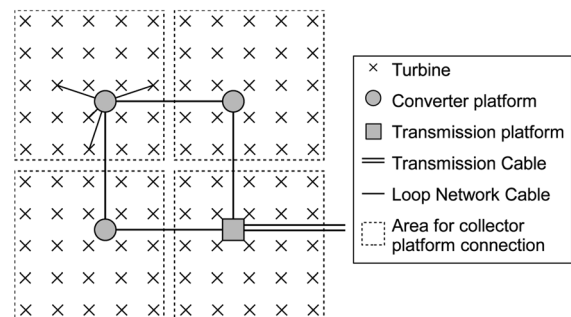 Turbine
Converter platform
Transmission platform
Transmission Cable
Loop Network Cable
Area for collector
platform connection